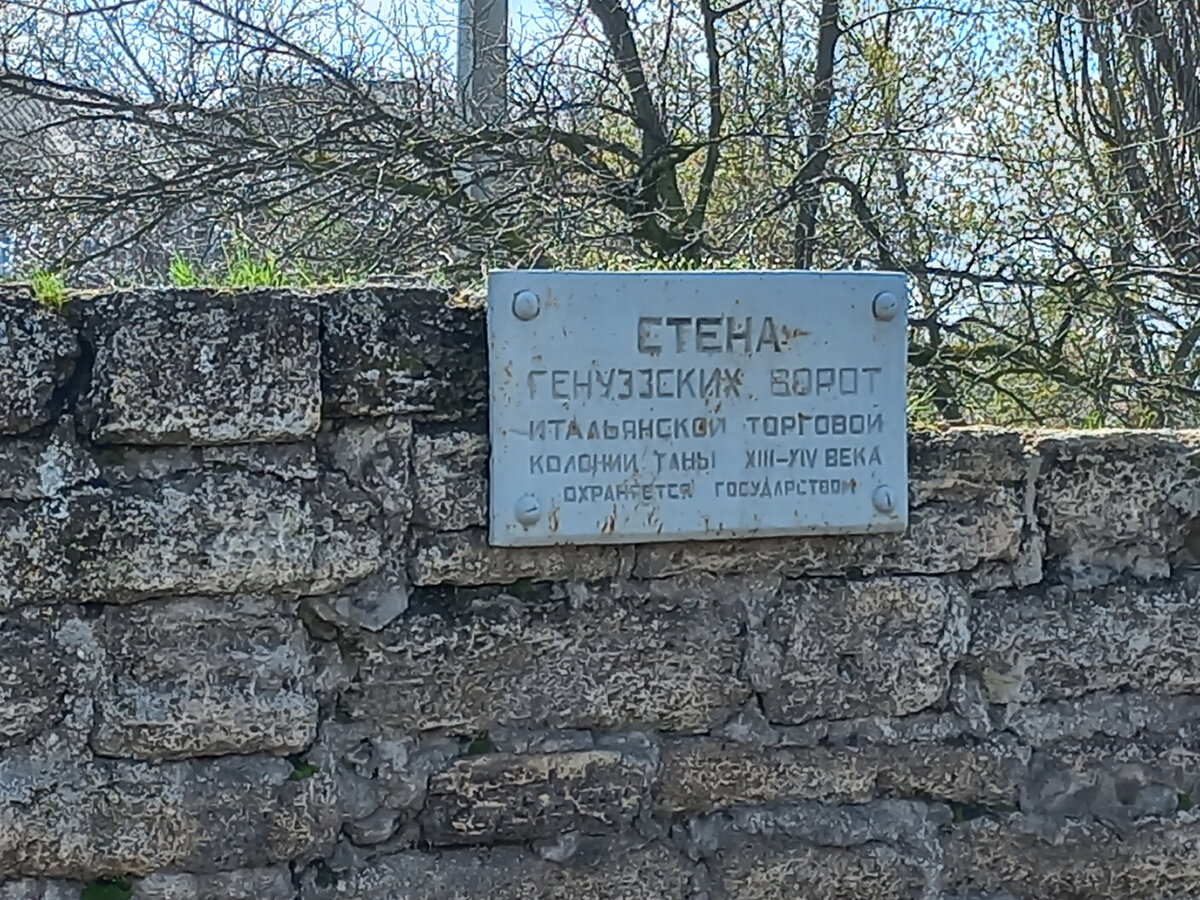 СТЕНА
ГЕНУЭЗСКИХ ВОРОТ
ИТАЛЬЯНСКОЙ ТОРГОВОЙ
КОЛОНИИ ТАНЫ XIII-XIV ВЕКА
ОХРАНЯЕТСЯ ГОСУДАРСТВОМ